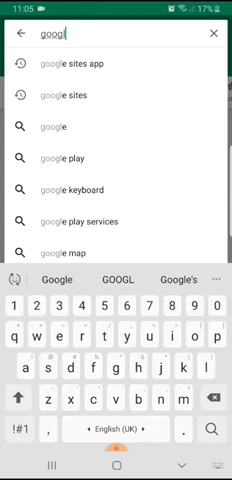 11:05 17%
googl
google sites app
google sites
google
google play
google keyboard
google play services
google map
Google GOOGL Google's ...
1 2 3 4 5 6 7 8 9 0
q w e r t y u i o p
a s d f g h j k l
z x c v b n m
!#1 , English (UK) .